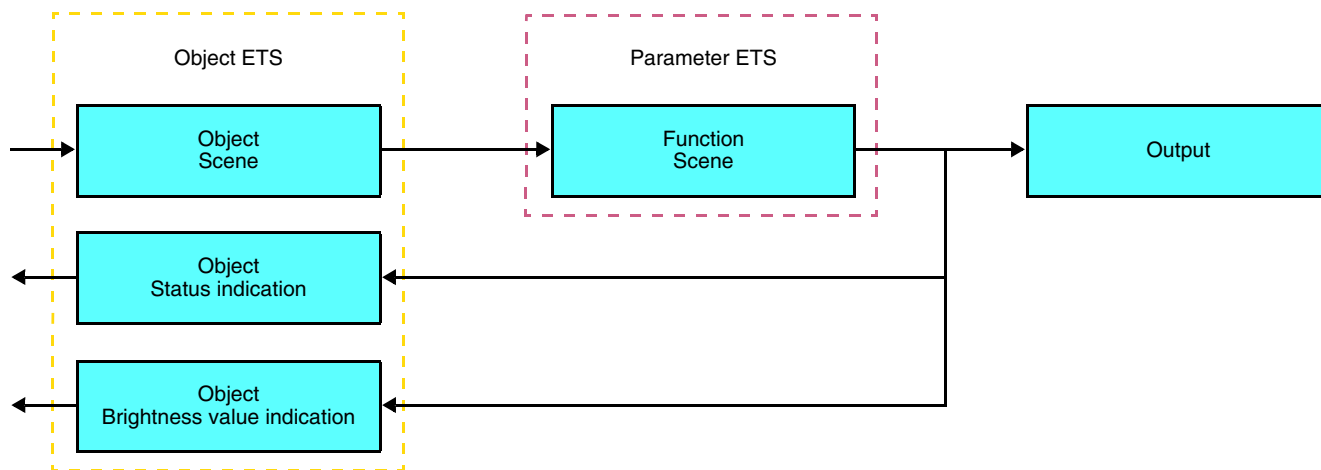 Object ETS
Parameter ETS
Object
Scene
Function
Scene
Output
Object
Status indication
Object
Brightness value indication